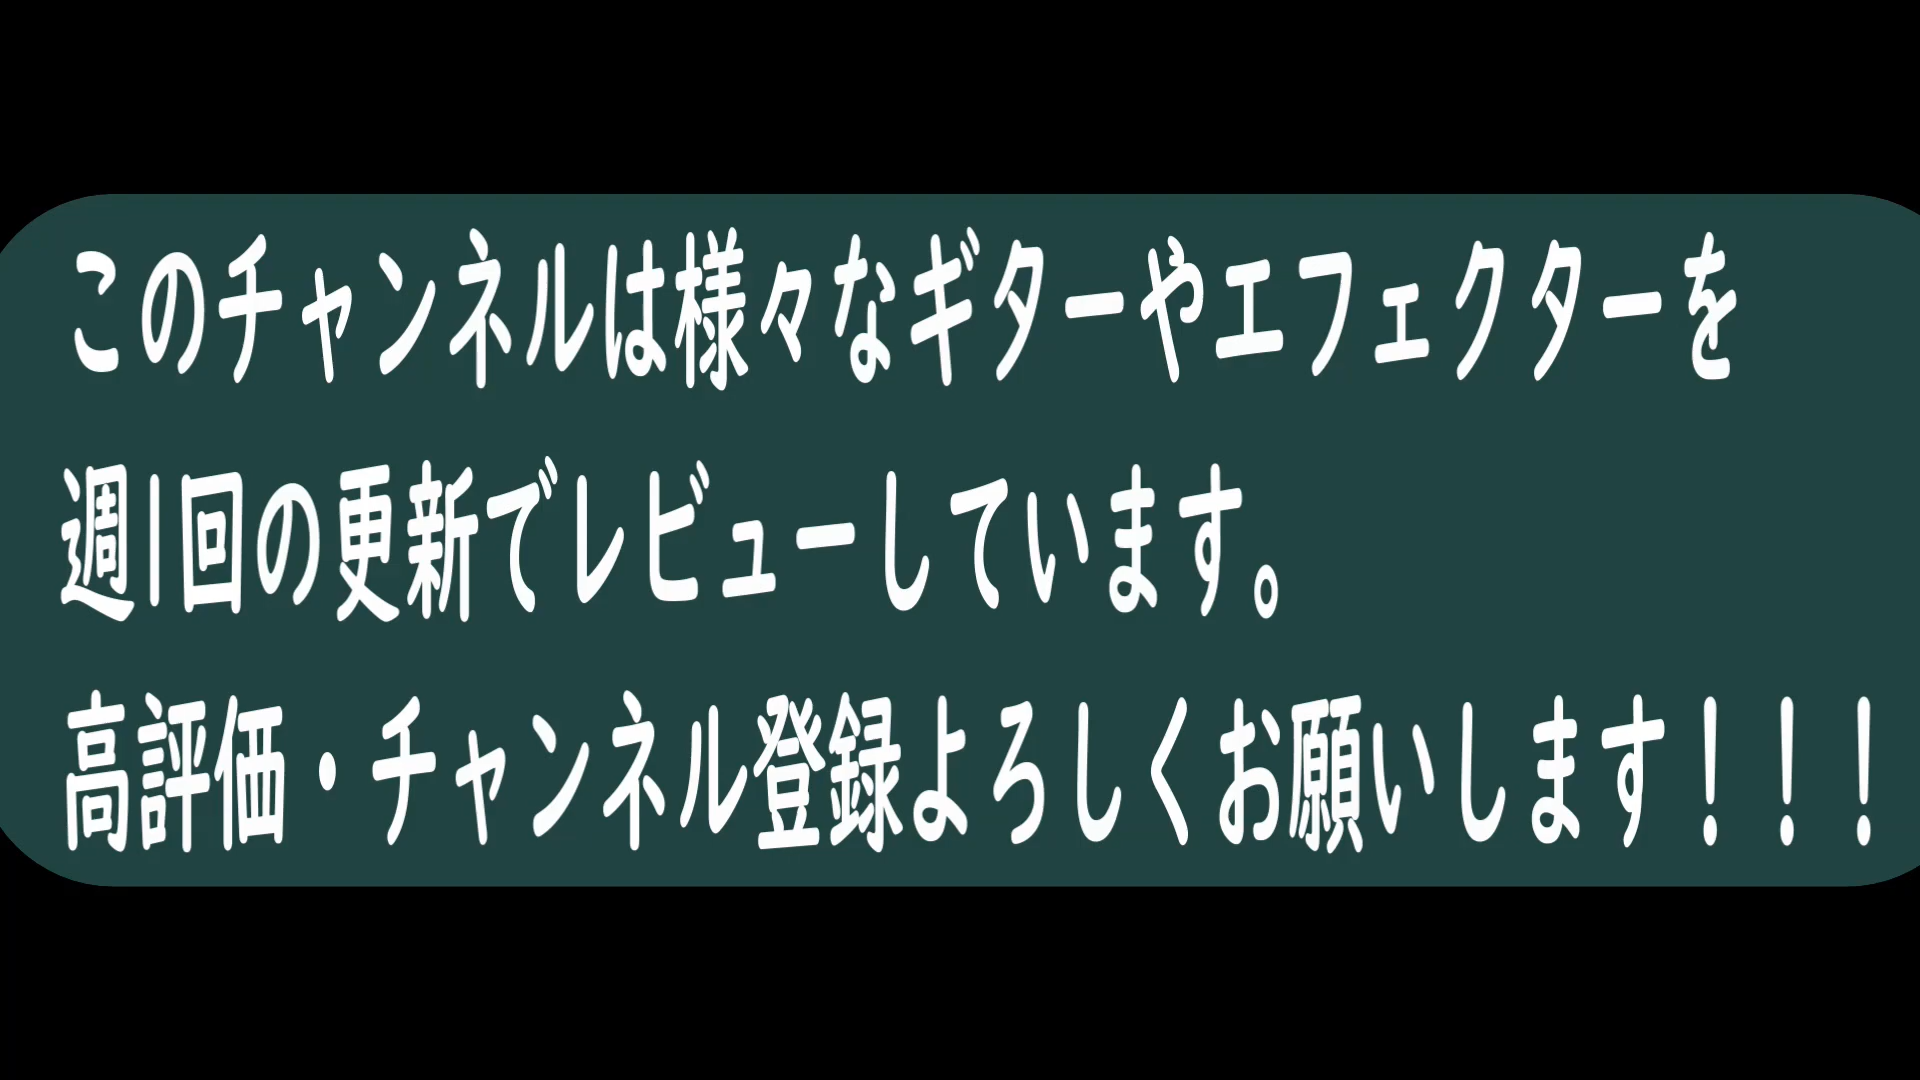 このチャンネルは様々なギターやエフェクターを
週1回の更新でレビューしています。
高評価・チャンネル登録よろしくお願いします！！！